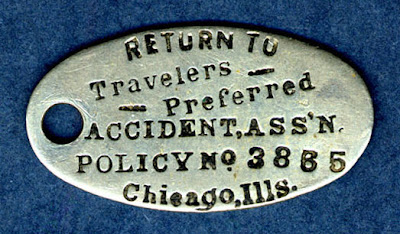 RETURN TO
Travelers —
— Preferred
ACCIDENT, ASS'N.
POLICY No 3865
Chicago, Ills.